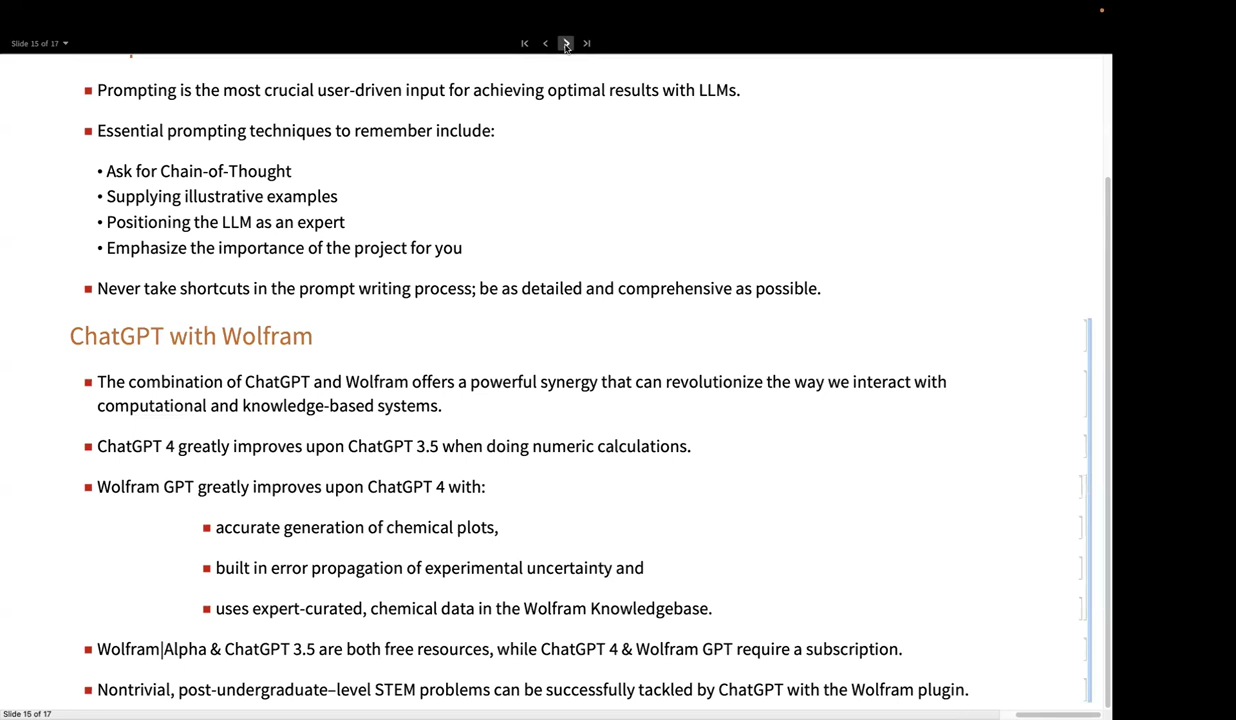 Slide 15 of 17
■ Prompting is the most crucial user-driven input for achieving optimal results with LLMs.
■ Essential prompting techniques to remember include:
• Ask for Chain-of-Thought
• Supplying illustrative examples
• Positioning the LLM as an expert
• Emphasize the importance of the project for you
■ Never take shortcuts in the prompt writing process; be as detailed and comprehensive as possible.
ChatGPT with Wolfram
■ The combination of ChatGPT and Wolfram offers a powerful synergy that can revolutionize the way we interact with
computational and knowledge-based systems.
■ ChatGPT 4 greatly improves upon ChatGPT 3.5 when doing numeric calculations.
■ Wolfram GPT greatly improves upon ChatGPT 4 with:
■ accurate generation of chemical plots,
■ built in error propagation of experimental uncertainty and
■ uses expert-curated, chemical data in the Wolfram Knowledgebase.
■ Wolfram|Alpha & ChatGPT 3.5 are both free resources, while ChatGPT 4 & Wolfram GPT require a subscription.
■ Nontrivial, post-undergraduate–level STEM problems can be successfully tackled by ChatGPT with the Wolfram plugin.
Slide 15 of 17